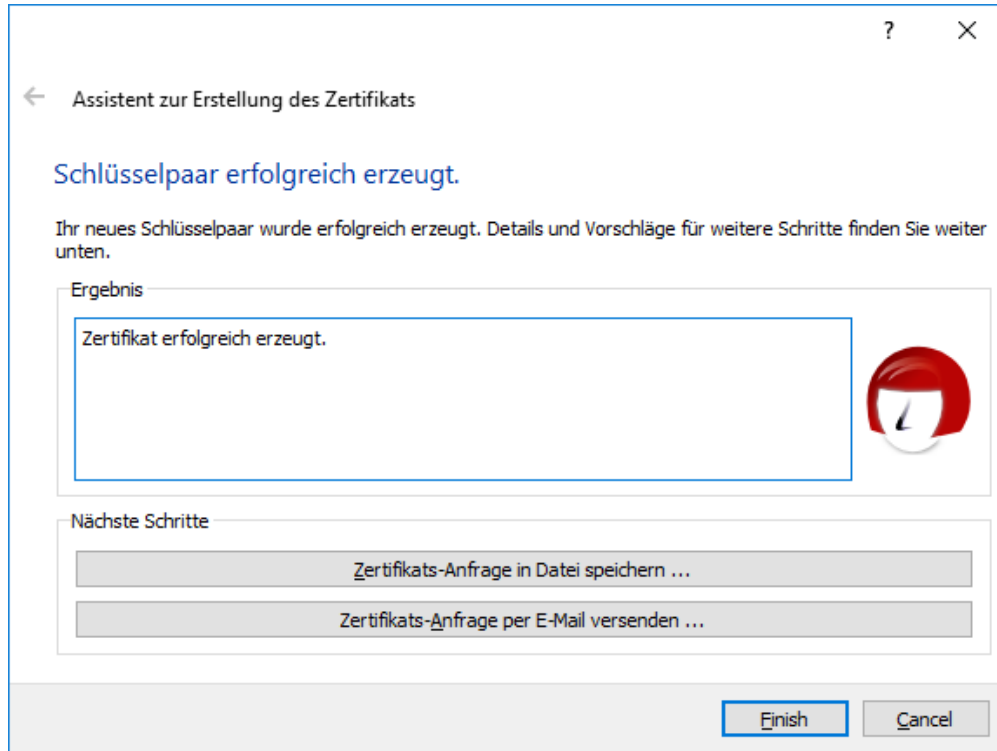 ?
Assistent zur Erstellung des Zertifikats
Schlüsselpaar erfolgreich erzeugt.
Ihr neues Schlüsselpaar wurde erfolgreich erzeugt. Details und Vorschläge für weitere Schritte finden Sie weiter
unten.
Ergebnis
Zertifikat erfolgreich erzeugt.
Nächste Schritte
Zertifikats-Anfrage in Datei speichern ...
Zertifikats-Anfrage per E-Mail versenden ...
Finish
Cancel